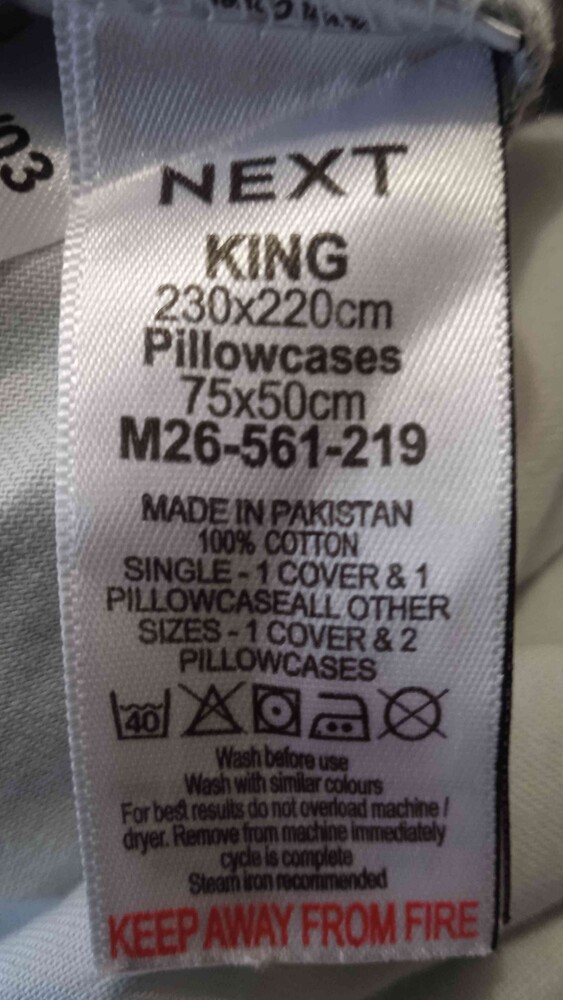 03
NEXT
KING
230x220cm
Pillowcases
75x50cm
M26-561-219
MADE IN PAKISTAN
100% COTTON
SINGLE - 1 COVER & 1
PILLOWCASEALL OTHER
SIZES - 1 COVER & 2
PILLOWCASES
40
Wash before use
Wash with similar colours
For best results do not overload machine /
dryer. Remove from machine immediately
cycle is complete
Steam iron recommended
KEEP AWAY FROM FIRE